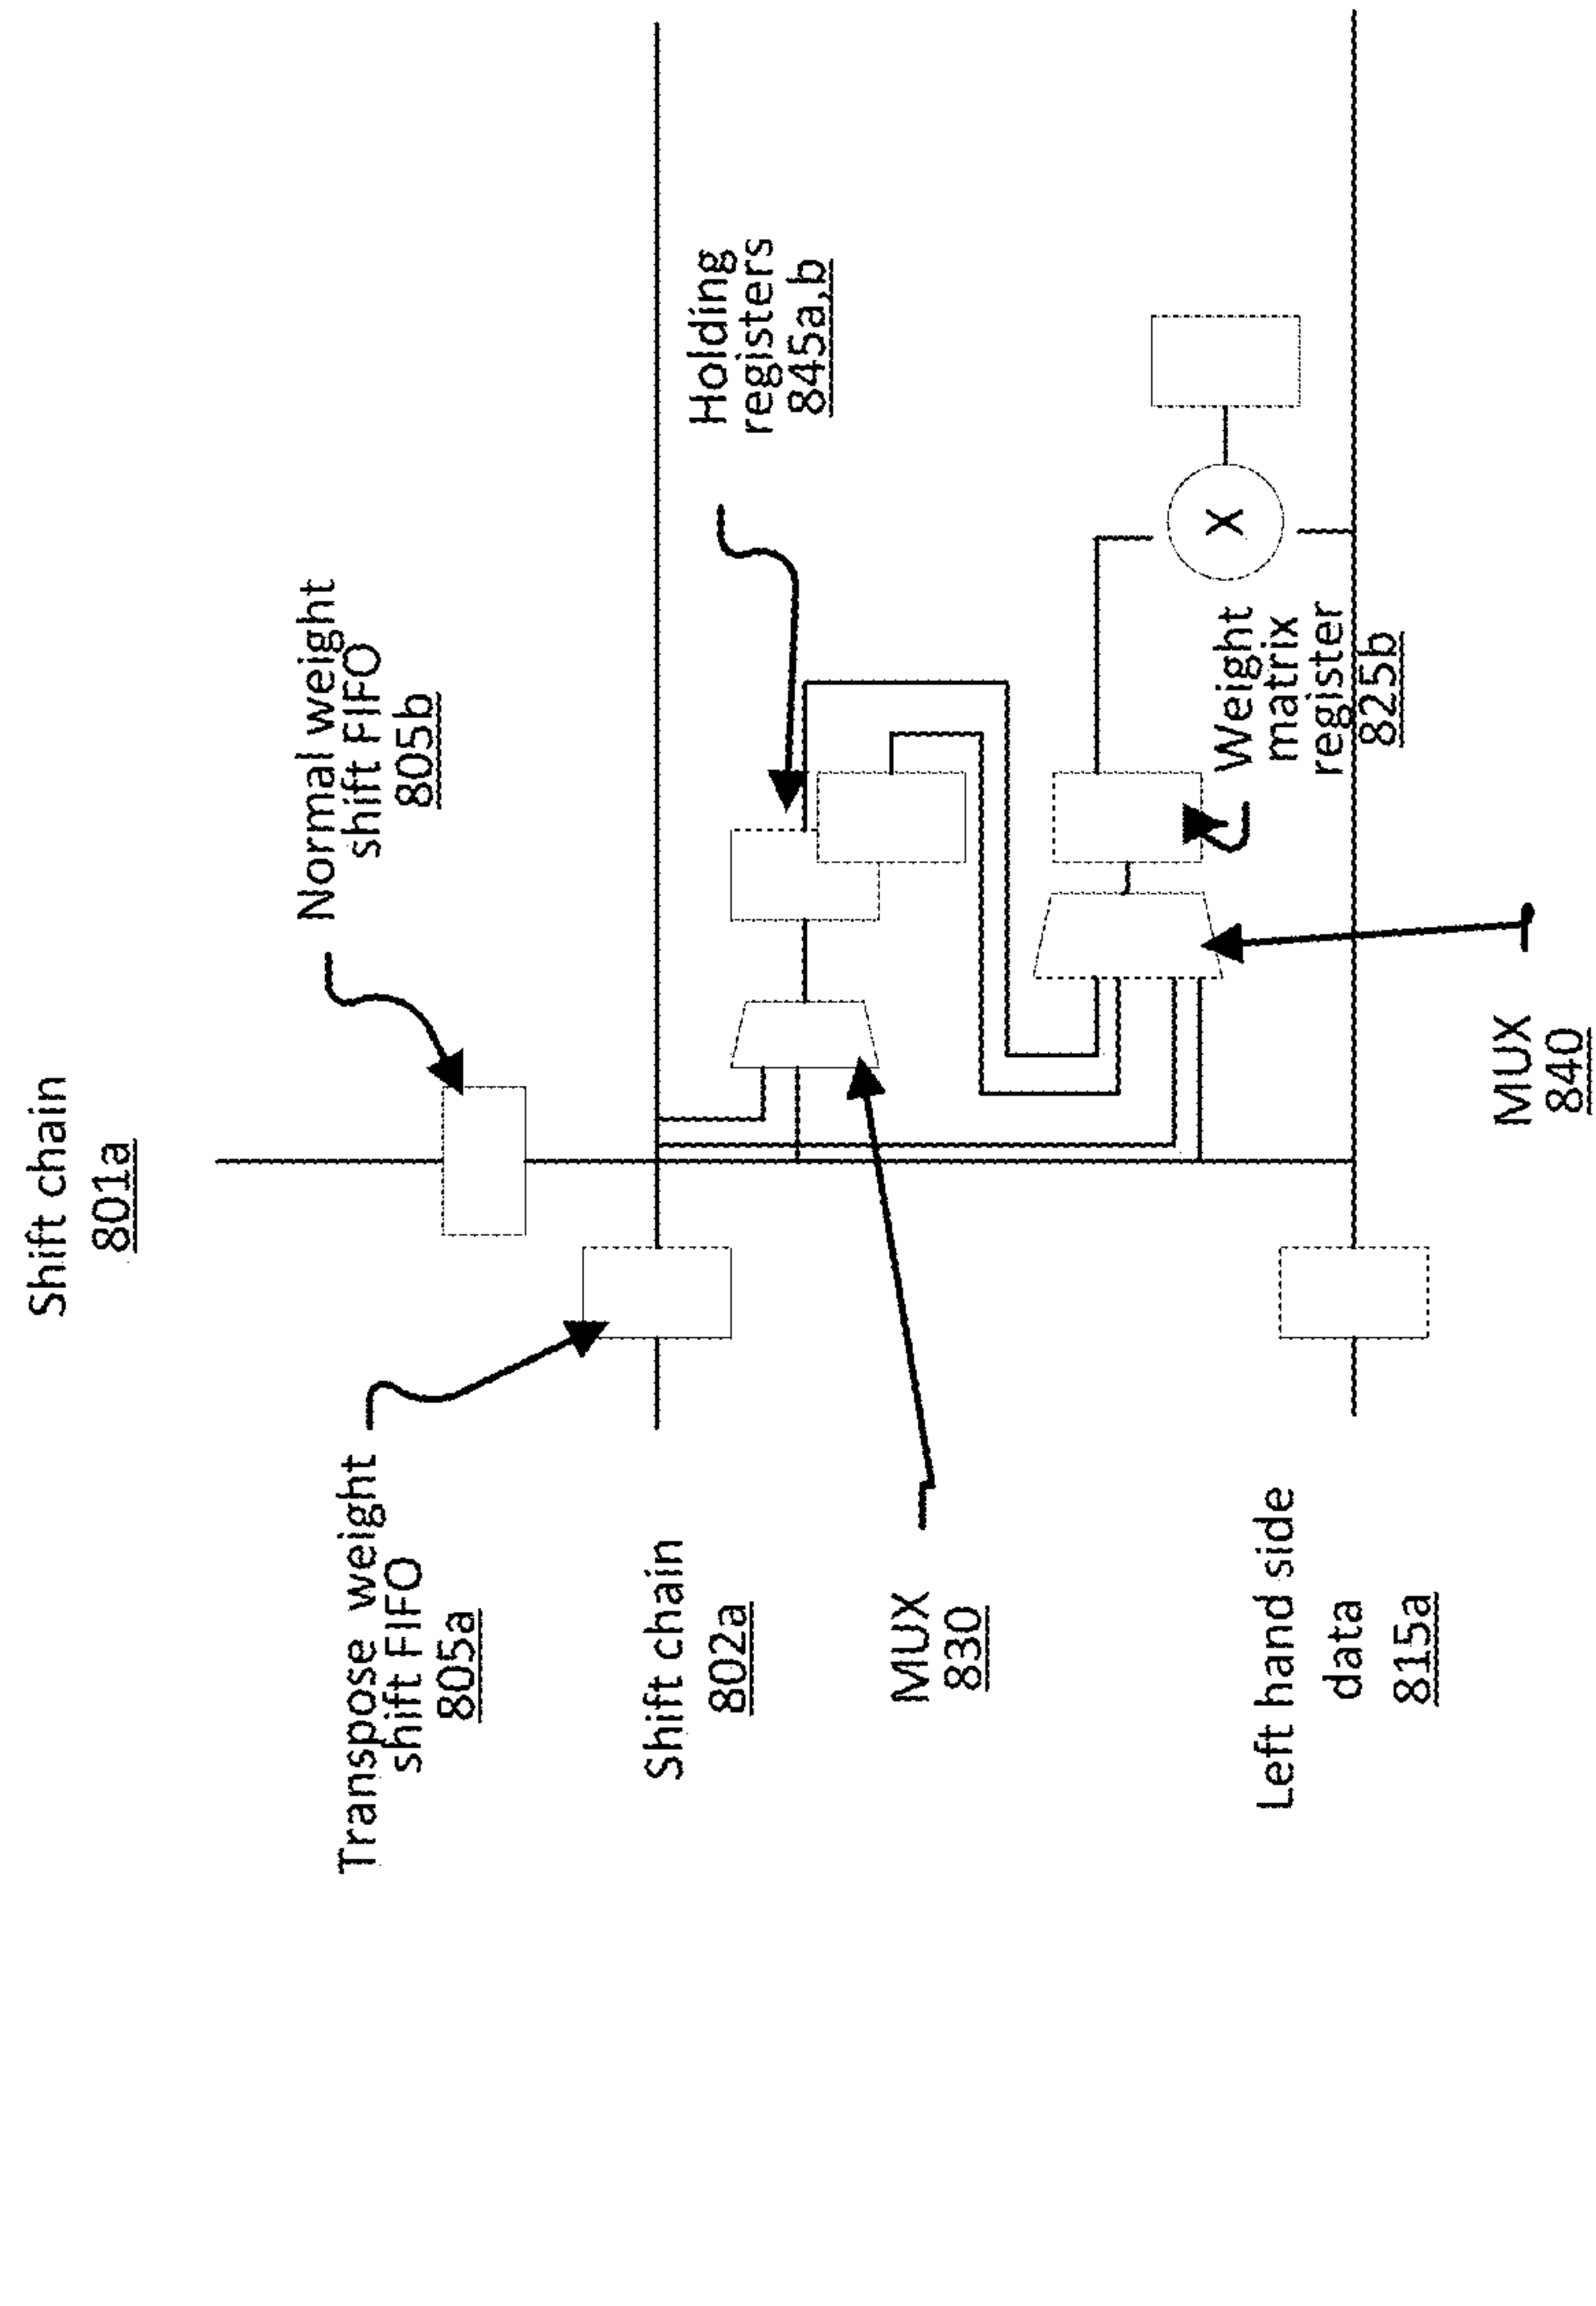 Shift chain
801a
Normal weight
shift FIFO
805b
Transpose weight
shift FIFO
805a
Shift chain
802a
Holding
registers
845a,b
MUX
830
X
Weight
matrix
register
825b
Left hand side
data
815a
MUX
840